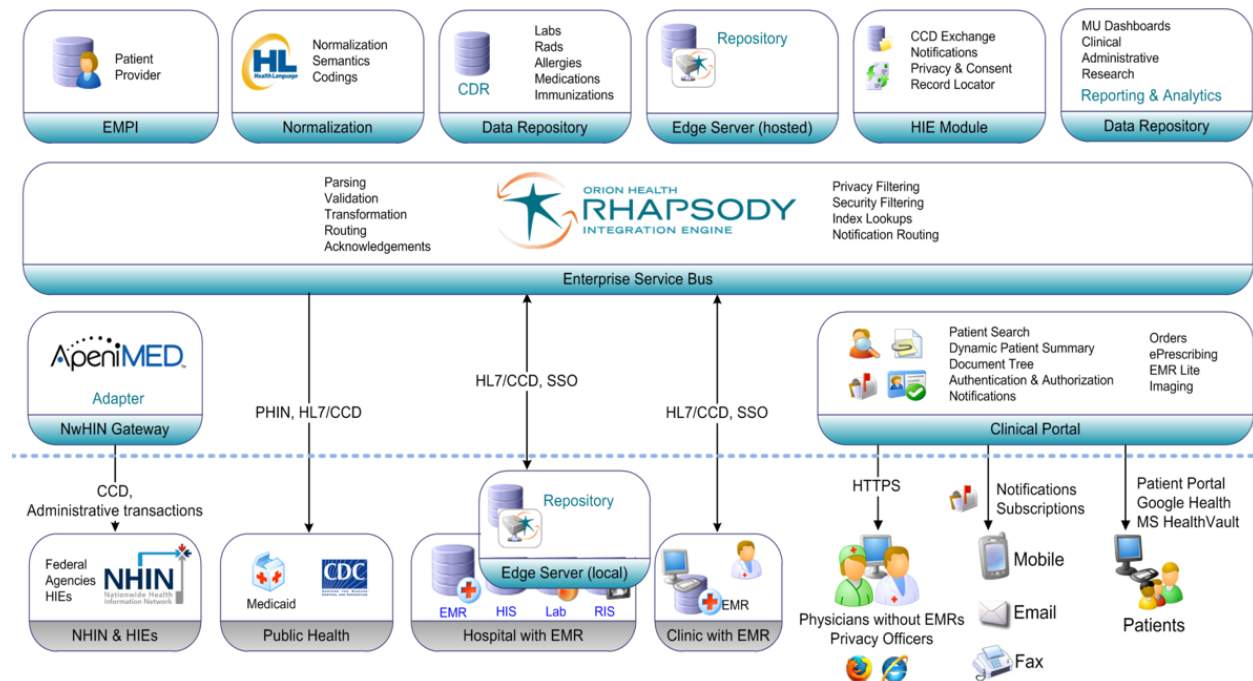 Patient
Provider
EMPI
HL
Health Language
Normalization
Semantics
Codings
Normalization
CDR
Labs
Rads
Allergies
Medications
Immunizations
Data Repository
Repository
Edge Server (hosted)
CCD Exchange
Notifications
Privacy & Consent
Record Locator
HIE Module
MU Dashboards
Clinical
Administrative
Research
Reporting & Analytics
Data Repository
Parsing
Validation
Transformation
Routing
Acknowledgements
ORION HEALTH
RHAPSODY
INTEGRATION ENGINE
Privacy Filtering
Security Filtering
Index Lookups
Notification Routing
Enterprise Service Bus
ApeniMED
Adapter
NwHIN Gateway
PHIN, HL7/CCD
HL7/CCD, SSO
HL7/CCD, SSO
Patient Search
Dynamic Patient Summary
Document Tree
Authentication & Authorization
Notifications
Orders
ePrescribing
EMR Lite
Imaging
Clinical Portal
CCD,
Administrative transactions
Federal
Agencies
HIEs
NHIN
Nationwide Health
Information Network
NHIN & HIEs
Medicaid
CDC
Public Health
Repository
Edge Server (local)
EMR
HIS
Lab
RIS
Hospital with EMR
EMR
Clinic with EMR
HTTPS
Physicians without EMRs
Privacy Officers
Notifications
Subscriptions
Mobile
Email
Fax
Patient Portal
Google Health
MS HealthVault
Patients